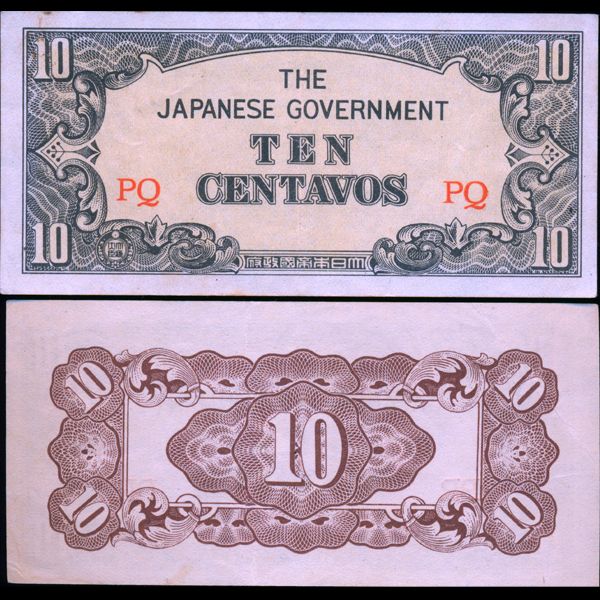 10 10
THE
JAPANESE GOVERNMENT
TEN
PQ CENTAVOS PQ
10 10
府政國帝本日大
10 10
10
10 10